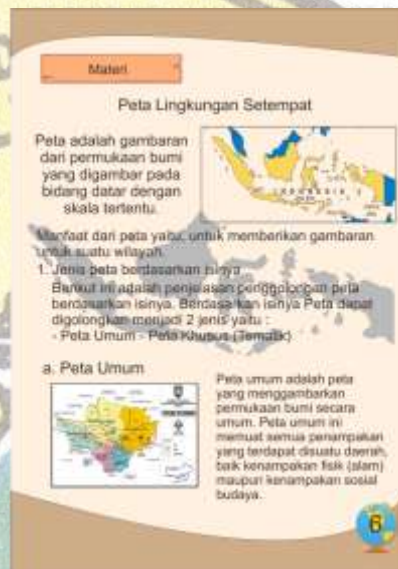 Materi
Peta Lingkungan Setempat
Peta adalah gambaran
dari permukaan bumi
yang digambar pada
bidang datar dengan
skala tertentu.
INDONESIA
Manfaat dari peta yaitu, untuk memberikan gambaran
untuk suatu wilayah.
1. Jenis peta berdasarkan isinya
Berikut ini adalah penjelasan penggolongan peta
berdasarkan isinya. Berdasarkan isinya Peta dapat
digolongkan menjadi 2 jenis yaitu :
- Peta Umum - Peta Khusus (Tematik)
a. Peta Umum
Peta umum adalah peta
yang menggambarkan
permukaan bumi secara
umum. Peta umum ini
memuat semua penampakan
yang terdapat disuatu daerah,
baik kenampakan fisik (alam)
maupun kenampakan sosial
budaya.
6